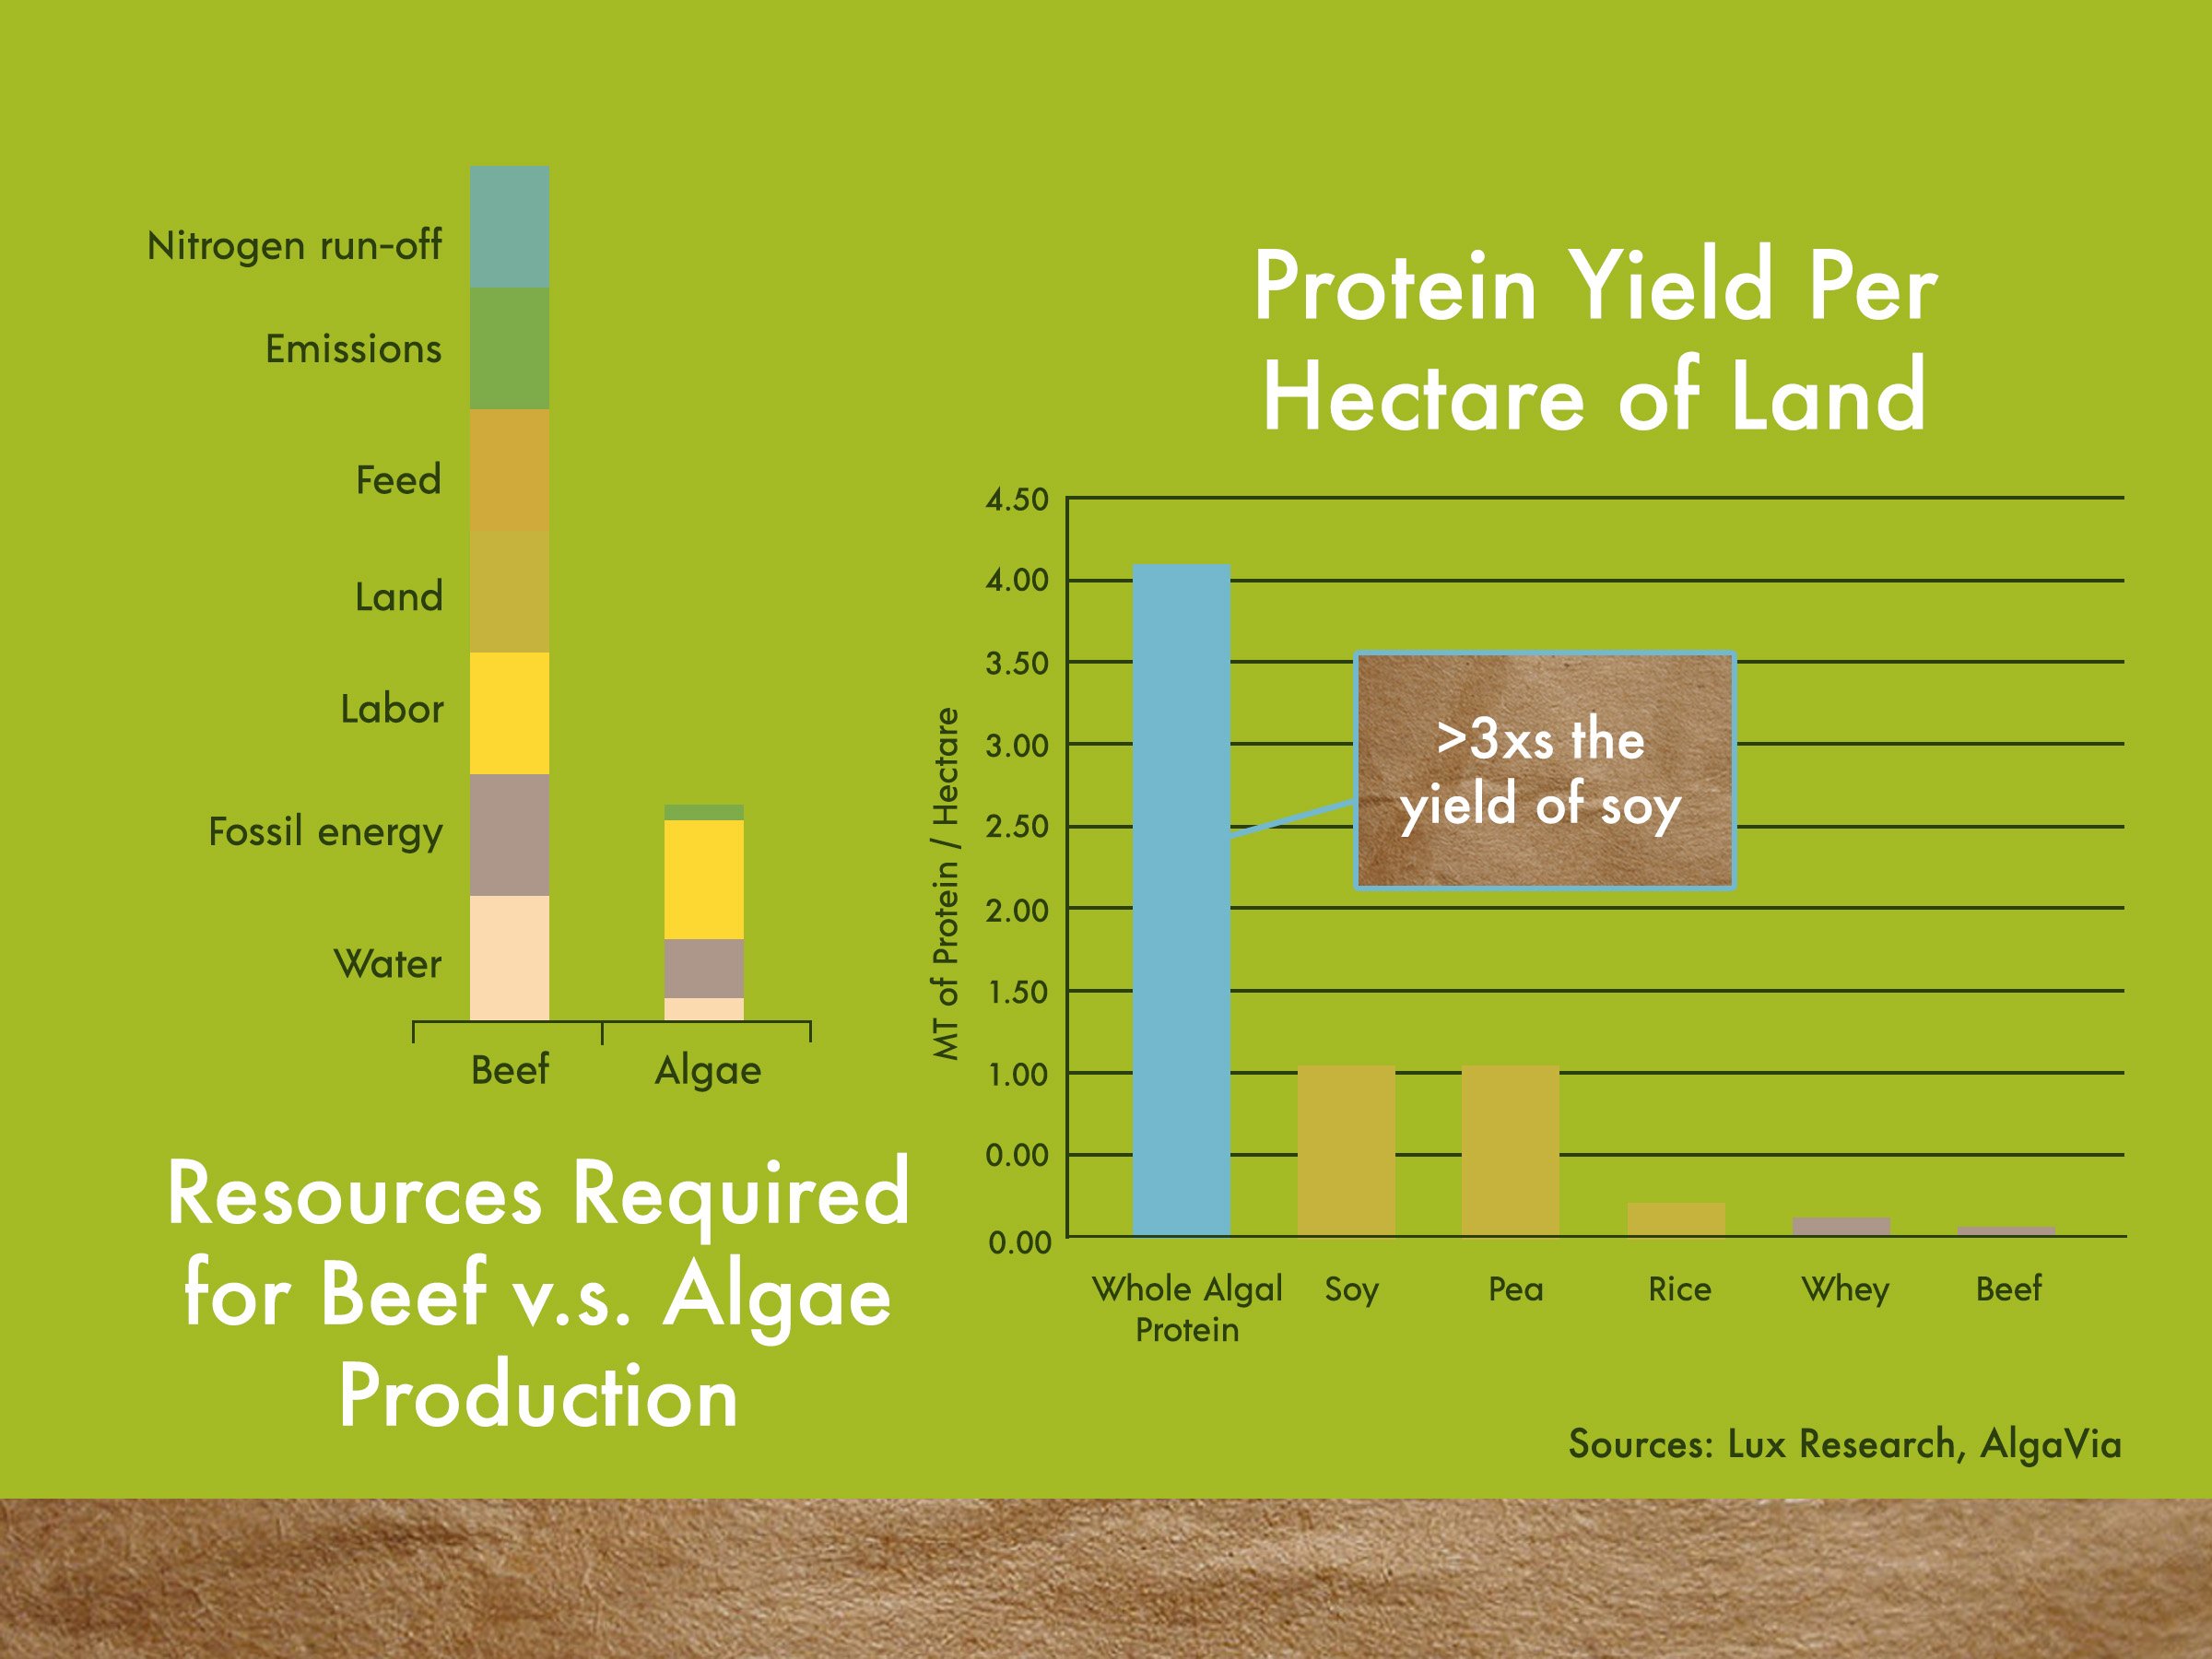 Nitrogen run-off
Emissions
Feed
Land
Labor
Fossil energy
Water
Beef
Algae
Resources Required
for Beef v.s. Algae
Production
Protein Yield Per
Hectare of Land
MT of Protein / Hectare
4.50
4.00
3.50
3.00
2.50
2.00
1.50
1.00
0.00
0.00
>3xs the
yield of soy
Whole Algal
Protein
Soy
Pea
Rice
Whey
Beef
Sources: Lux Research, AlgaVia